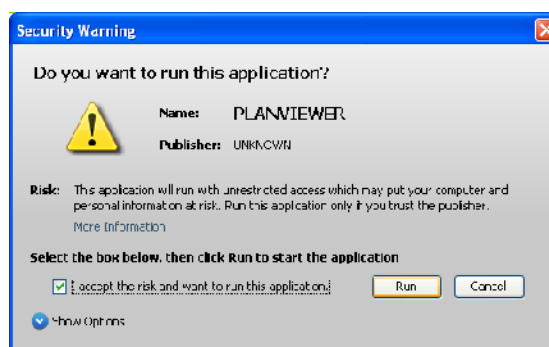 Security Warning
Do you want to run this application?
Name: PLANVIEWER
Publisher: UNKNOWN
Risk: This application will run with unrestricted access which may put your computer and
personal information at risk. Run this application only if you trust the publisher.
More Information
Select the box below, then click Run to start the application
I accept the risk and want to run this application.
Run
Cancel
Show Options